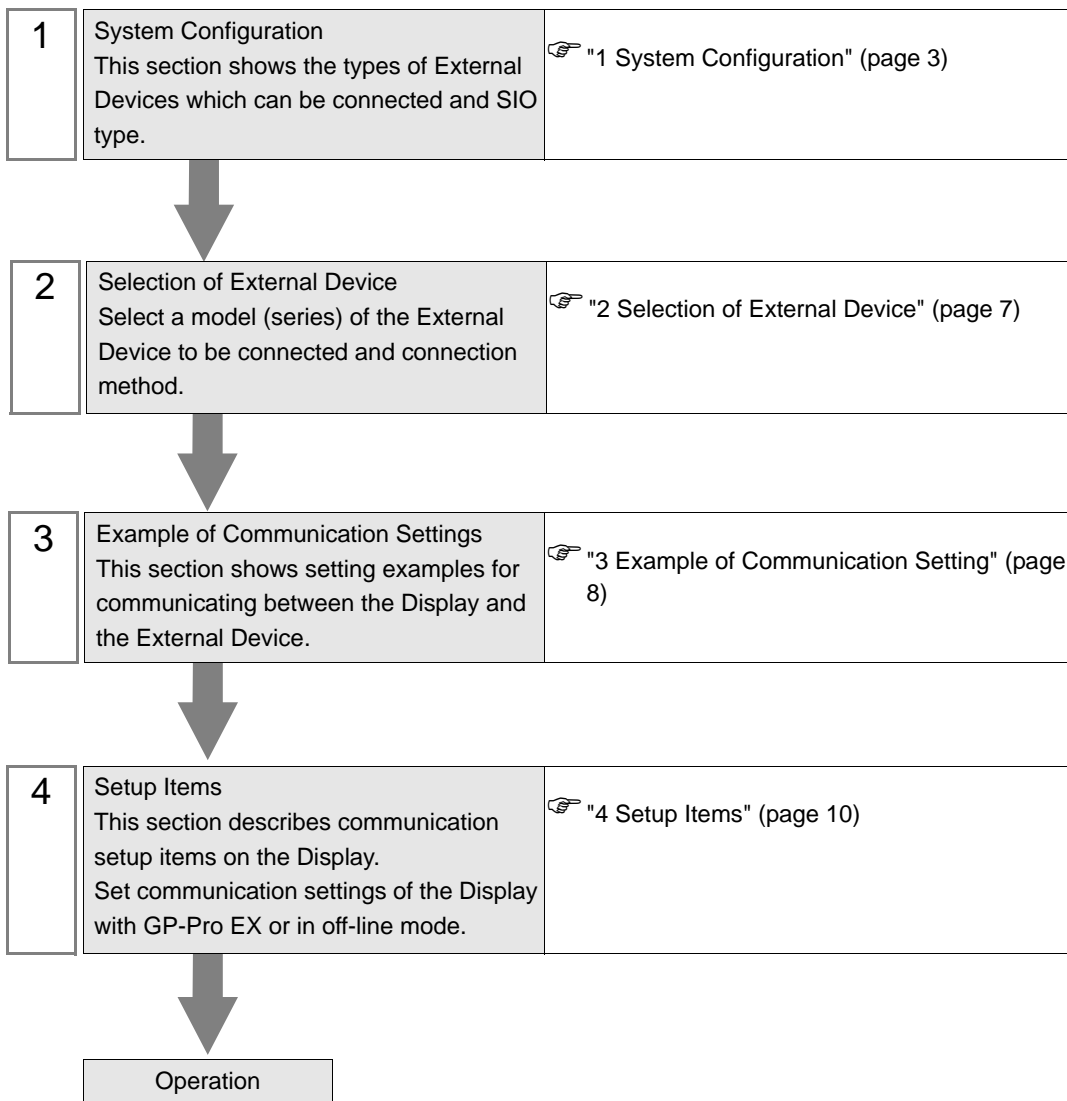 1
System Configuration
This section shows the types of External
Devices which can be connected and SIO
type.
"1 System Configuration" (page 3)
2
Selection of External Device
Select a model (series) of the External
Device to be connected and connection
method.
"2 Selection of External Device" (page 7)
3
Example of Communication Settings
This section shows setting examples for
communicating between the Display and
the External Device.
"3 Example of Communication Setting" (page
8)
4
Setup Items
This section describes communication
setup items on the Display.
Set communication settings of the Display
with GP-Pro EX or in off-line mode.
"4 Setup Items" (page 10)
Operation